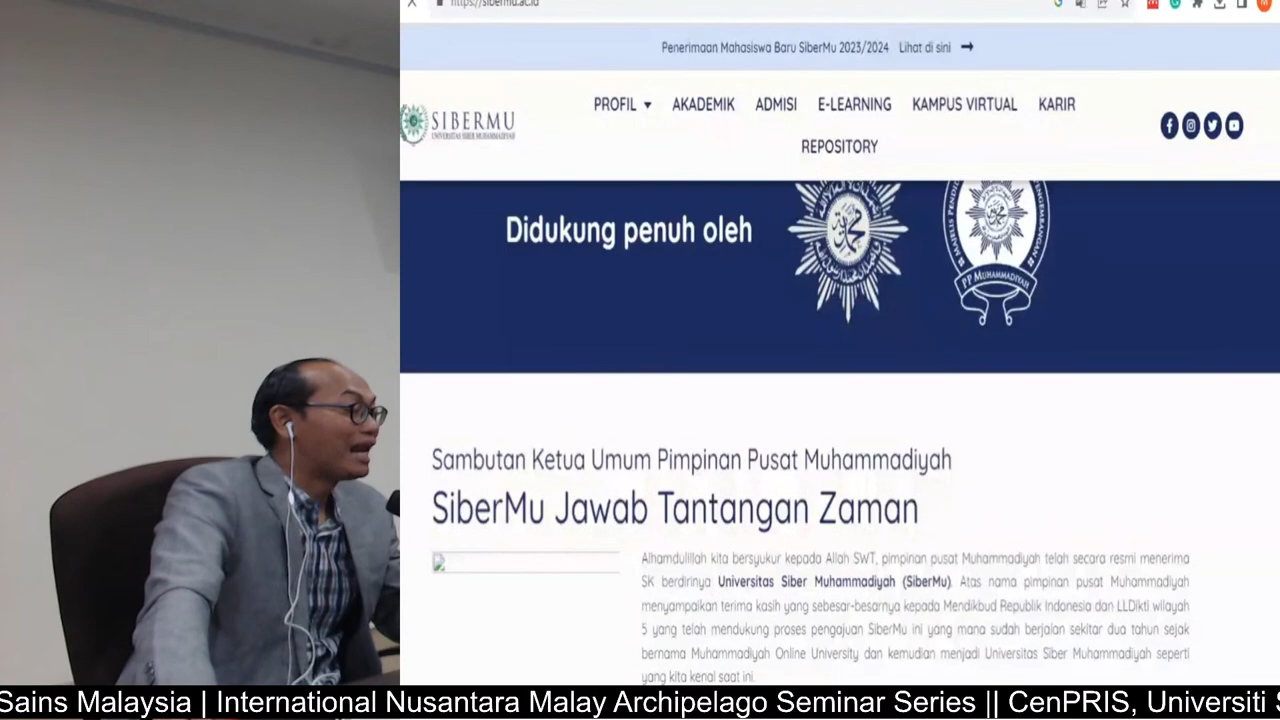 https://sibermu.ac.id
Penerimaan Mahasiswa Baru SiberMu 2023/2024 Lihat di sini →
PROFIL AKADEMIK ADMISI E-LEARNING KAMPUS VIRTUAL KARIR
REPOSITORY
SIBERMU
UNIVERSITAS SIBER MUHAMMADIYAH
Didukung penuh oleh
PP MUHAMMADIYAH
Sambutan Ketua Umum Pimpinan Pusat Muhammadiyah
SiberMu Jawab Tantangan Zaman
Alhamdulillah kita bersyukur kepada Allah SWT, pimpinan pusat Muhammadiyah telah secara resmi menerima
SK berdirinya Universitas Siber Muhammadiyah (SiberMu). Atas nama pimpinan pusat Muhammadiyah
menyampaikan terima kasih yang sebesar-besarnya kepada Mendikbud Republik Indonesia dan LLDikti wilayah
5 yang telah mendukung proses pengajuan SiberMu ini yang mana sudah berjalan sekitar dua tahun sejak
bernama Muhammadiyah Online University dan kemudian menjadi Universitas Siber Muhammadiyah seperti
yang kita kenal saat ini.
Sains Malaysia | International Nusantara Malay Archipelago Seminar Series || CenPRIS, Universiti